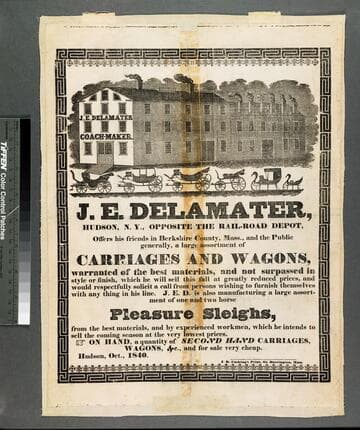 TIFFEN Color Control Patches
J. E. DELAMATER
COACH-MAKER.
J. E. DELAMATER,
HUDSON, N. Y., OPPOSITE THE RAIL-ROAD DEPOT,
Offers his friends in Berkshire County, Mass., and the Public
generally, a large assortment of
CARRIAGES AND WAGONS,
warranted of the best materials, and not surpassed in
style or finish, which he will sell this fall at greatly reduced prices, and
would respectfully solicit a call from persons wishing to furnish themselves
with any thing in his line. J. E. D. is also manufacturing a large assort-
ment of one and two horse
Pleasure Sleighs,
from the best materials, and by experienced workmen, which he intends to
sell the coming season at the very lowest prices.
☞ ON HAND, a quantity of SECOND HAND CARRIAGES,
WAGONS, &c., and for sale very cheap.
Hudson, Oct., 1840.